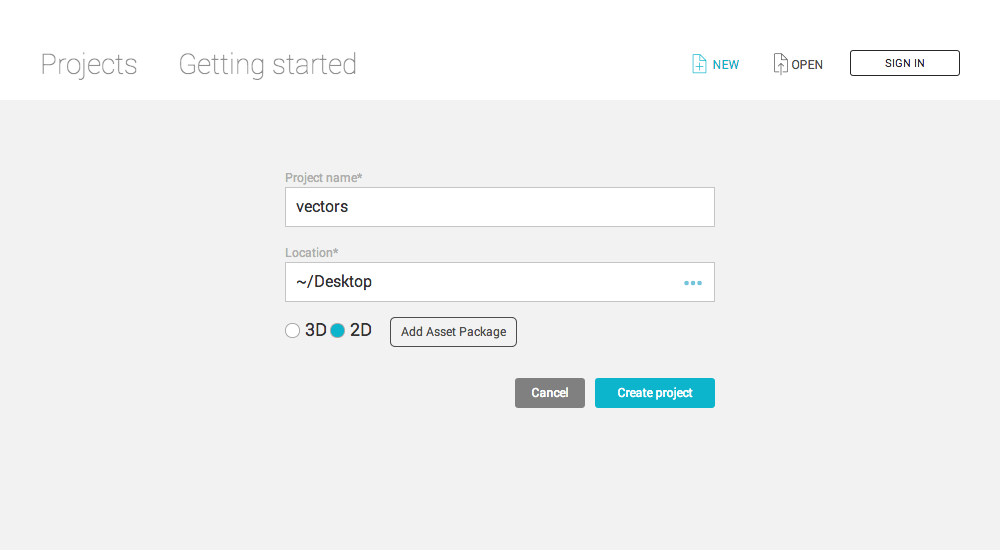 Projects Getting started NEW OPEN SIGN IN
Project name*
vectors
Location*
~/Desktop
3D 2D Add Asset Package
Cancel Create project